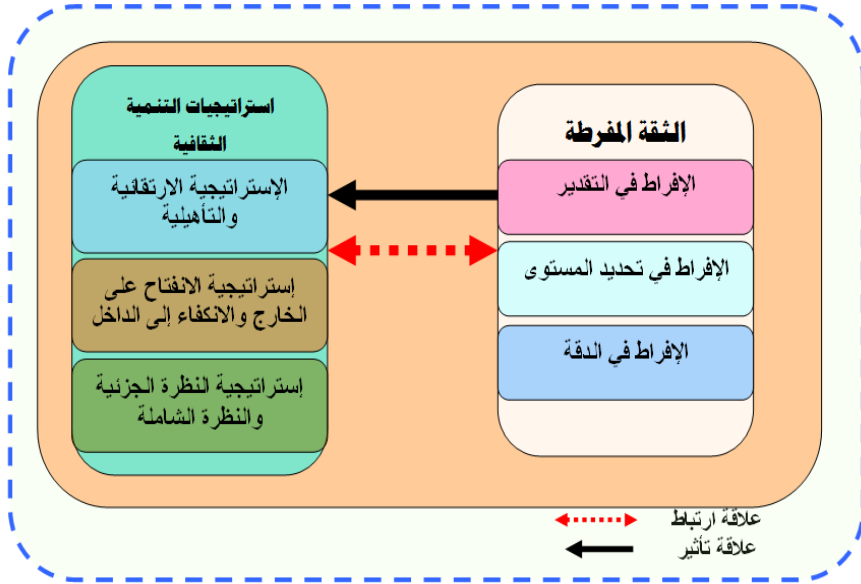 الثقة المفرطة
الإفراط في التقدير
الإفراط في تحديد المستوى
الإفراط في الدقة
استراتيجيات التنمية
الثقافية
الإستراتيجية الارتقائية
والتأهيلية
إستراتيجية الانفتاح على
الخارج والانكفاء إلى الداخل
إستراتيجية النظرة الجزئية
والنظرة الشاملة
علاقة ارتباط
علاقة تأثير